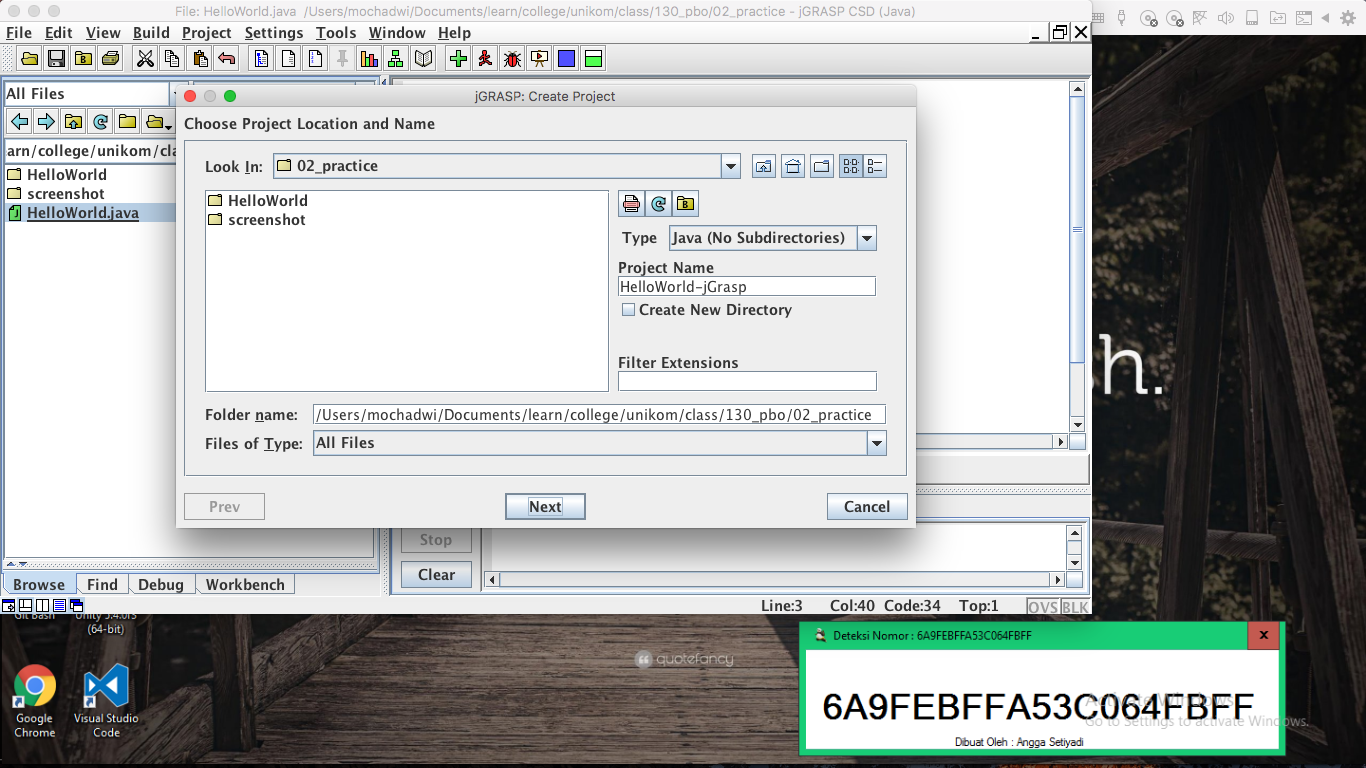 File: HelloWorld.java /Users/mochadwi/Documents/learn/college/unikom/class/130_pbo/02_practice - jGRASP CSD (Java)
File Edit View Build Project Settings Tools Window Help
All Files
jGRASP: Create Project
Choose Project Location and Name
arn/college/unikom/cla
Look In: 02_practice
HelloWorld
screenshot
HelloWorld.java
HelloWorld
screenshot
Type Java (No Subdirectories)
Project Name
HelloWorld-jGrasp
Create New Directory
Filter Extensions
Folder name: /Users/mochadwi/Documents/learn/college/unikom/class/130_pbo/02_practice
Files of Type: All Files
Prev Next Cancel
Stop
Clear
Browse Find Debug Workbench
Line:3 Col:40 Code:34 Top:1 OVS BLK
h.
Git Bash
Unity 5.4.0f3
(64-bit)
quotefancy
Google
Chrome
Visual Studio
Code
Deteksi Nomor : 6A9FEBFFA53C064FBFF
x
6A9FEBFFA53C064FBFF
Dibuat Oleh : Angga Setiyadi
Activate Windows
Go to Settings to activate Windows.